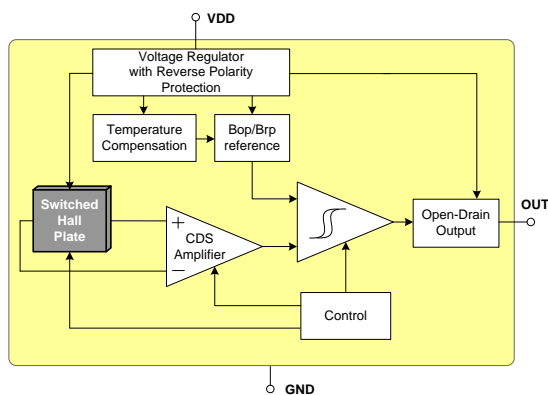 VDD
Voltage Regulator
with Reverse Polarity
Protection
Temperature
Compensation
Bop/Brp
reference
Switched
Hall
Plate
+
−
CDS
Amplifier
Open-Drain
Output
OUT
Control
GND